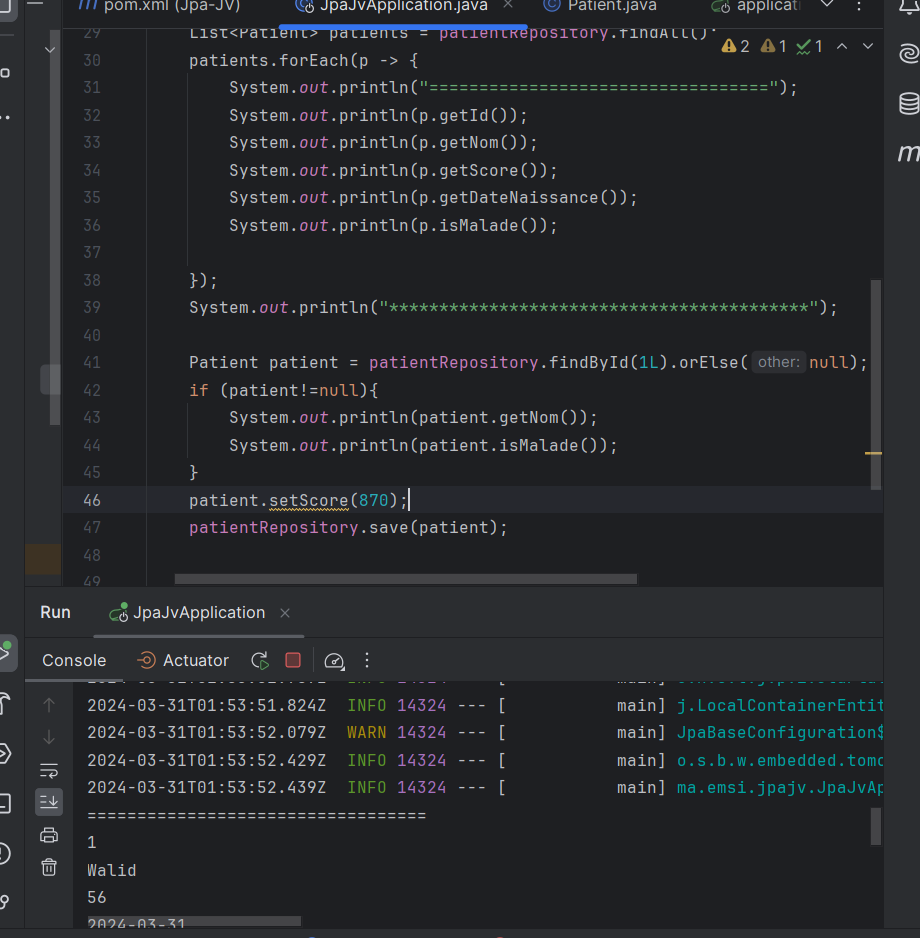 pom.xml (Jpa-JV)
JpaJvApplication.java
Patient.java
applicati
29 List<Patient> patients = patientRepository.findAll();
2 1 1
30 patients.forEach(p -> {
31 System.out.println("==================================");
32 System.out.println(p.getId());
33 System.out.println(p.getNom());
34 System.out.println(p.getScore());
35 System.out.println(p.getDateNaissance());
36 System.out.println(p.isMalade());
37
38 });
39 System.out.println("******************************************");
40
41 Patient patient = patientRepository.findById(1L).orElse( other: null);
42 if (patient!=null){
43 System.out.println(patient.getNom());
44 System.out.println(patient.isMalade());
45 }
46 patient.setScore(870);
47 patientRepository.save(patient);
48
49
Run JpaJvApplication
Console Actuator
2024-03-31T01:53:51.824Z INFO 14324 --- [ main] j.LocalContainerEntit
2024-03-31T01:53:52.079Z WARN 14324 --- [ main] JpaBaseConfiguration$
2024-03-31T01:53:52.429Z INFO 14324 --- [ main] o.s.b.w.embedded.tomc
2024-03-31T01:53:52.439Z INFO 14324 --- [ main] ma.emsi.jpajv.JpaJvAp
==================================
1
Walid
56
2024-03-31